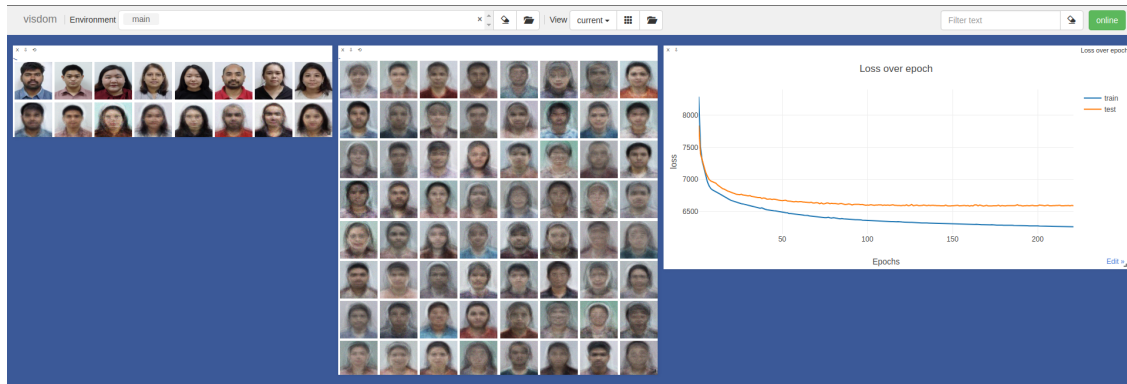 visdom Environment main × View current Filter text online
Loss over epoch
Loss over epoch
train
test
8000
7500
7000
6500
loss
50 100 150 200
Epochs
Edit »